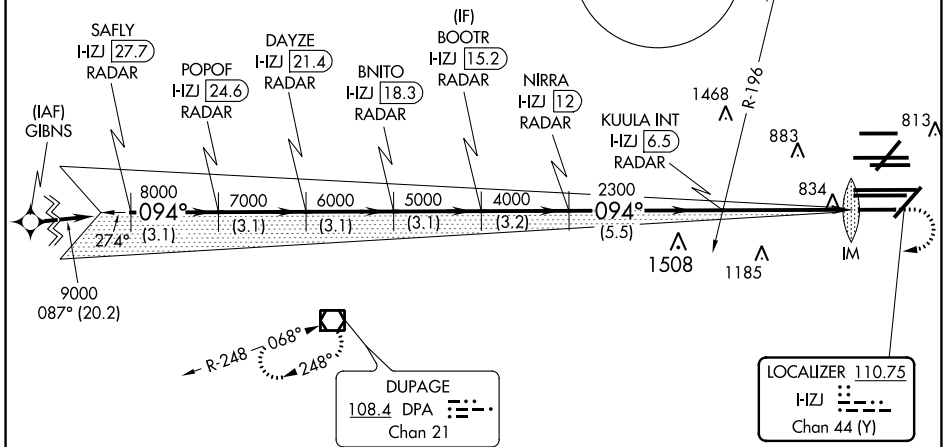 SAFLY
I-IZJ 27.7
RADAR
POPOF
I-IZJ 24.6
RADAR
DAYZE
I-IZJ 21.4
RADAR
BNITO
I-IZJ 18.3
RADAR
(IF)
BOOTR
I-IZJ 15.2
RADAR
NIRRA
I-IZJ 12
RADAR
KUULA INT
I-IZJ 6.5
RADAR
R-196
1468
883
813
834
(IAF)
GIBNS
8000
094°
(3.1)
7000
(3.1)
6000
(3.1)
5000
(3.1)
4000
(3.2)
2300
094°
(5.5)
274°
9000
087° (20.2)
1508
1185
IM
R-248
068°
248°
DUPAGE
108.4 DPA
Chan 21
LOCALIZER 110.75
I-IZJ
Chan 44 (Y)